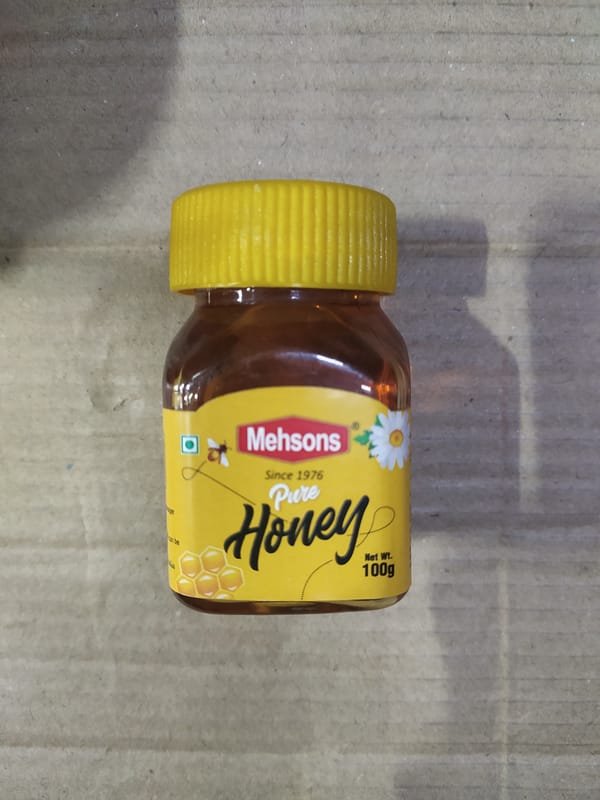 Mehsons®
Since 1976
Pure
Honey
Net Wt.
100g